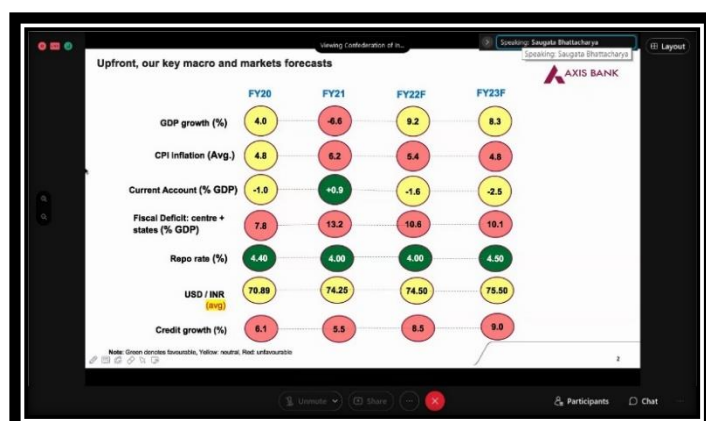 Viewing Confederation of In...
Speaking: Saugata Bhattacharya
Speaking: Saugata Bhattacharya
Layout
Upfront, our key macro and markets forecasts
AXIS BANK
FY20 FY21 FY22F FY23F
GDP growth (%) 4.0 -6.6 9.2 8.3
CPI inflation (Avg.) 4.8 6.2 5.4 4.8
Current Account (% GDP) -1.0 +0.9 -1.6 -2.5
Fiscal Deficit: centre +
states (% GDP) 7.8 13.2 10.6 10.1
Repo rate (%) 4.40 4.00 4.00 4.50
USD / INR 70.89 74.25 74.50 75.50
(avg)
Credit growth (%) 6.1 5.5 8.5 9.0
Note: Green denotes favourable, Yellow: neutral, Red: unfavourable
2
Unmute Share Participants Chat